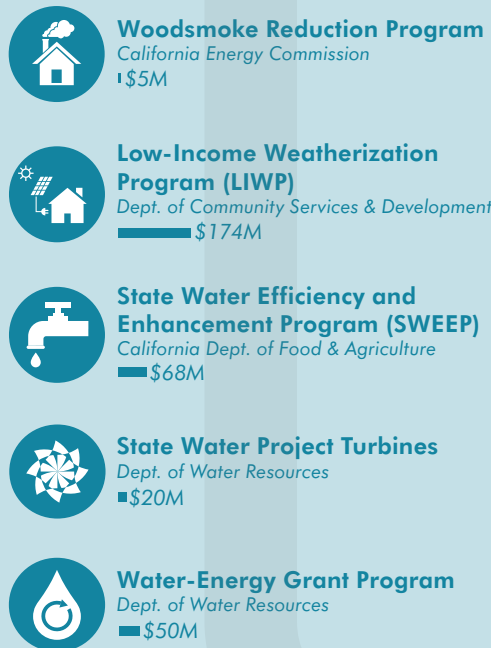 Woodsmoke Reduction Program
California Energy Commission
$5M
Low-Income Weatherization
Program (LIWP)
Dept. of Community Services & Development
$174M
State Water Efficiency and
Enhancement Program (SWEEP)
California Dept. of Food & Agriculture
$68M
State Water Project Turbines
Dept. of Water Resources
$20M
Water-Energy Grant Program
Dept. of Water Resources
$50M